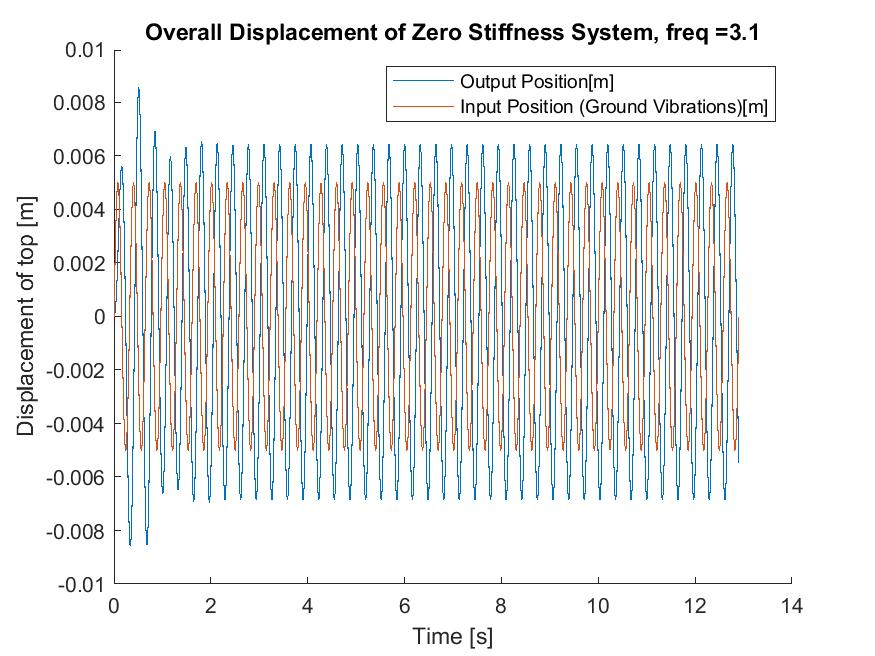 Overall Displacement of Zero Stiffness System, freq =3.1
0.01
0.008
0.006
0.004
0.002
0
-0.002
-0.004
-0.006
-0.008
-0.01
Displacement of top [m]
Output Position[m]
Input Position (Ground Vibrations)[m]
0 2 4 6 8 10 12 14
Time [s]